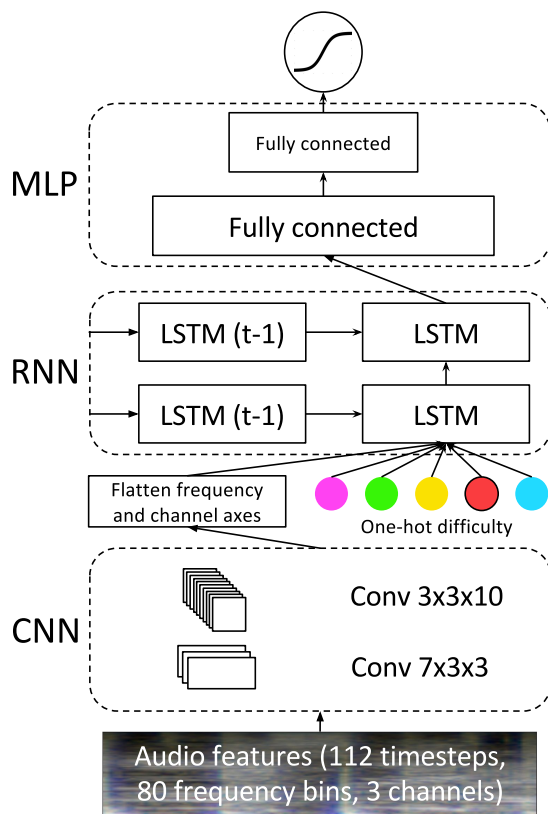 Fully connected
MLP
Fully connected
LSTM (t-1) LSTM
RNN
LSTM (t-1) LSTM
Flatten frequency
and channel axes
One-hot difficulty
Conv 3x3x10
CNN
Conv 7x3x3
Audio features (112 timesteps,
80 frequency bins, 3 channels)